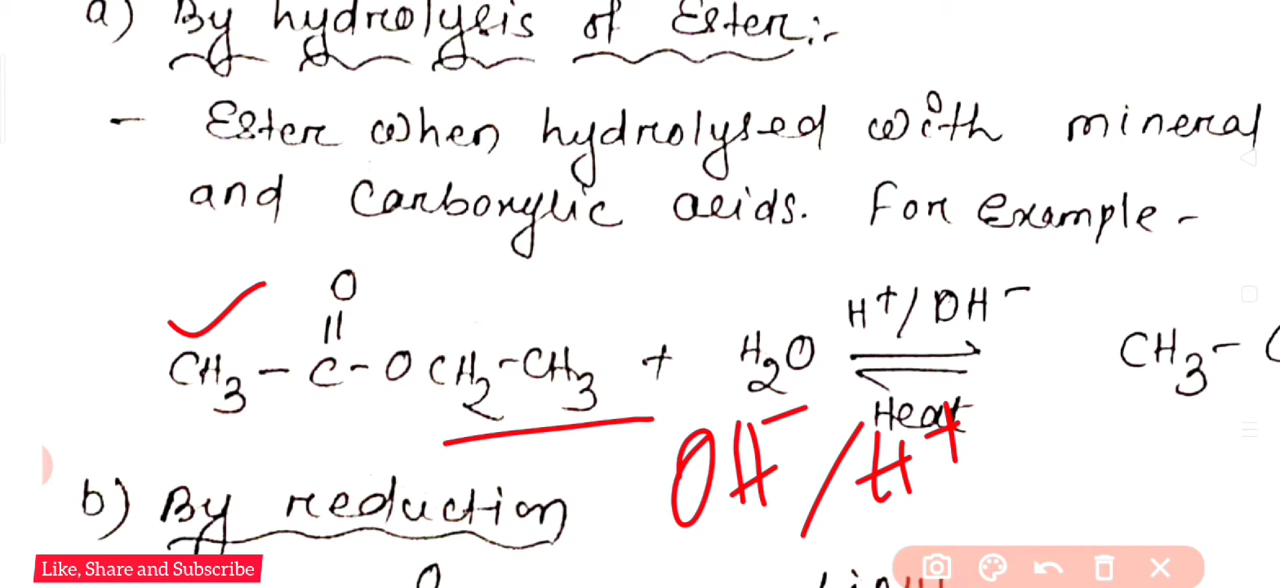 a) By hydrolysis of Ester:-
- Ester when hydrolysed with mineral
and Carboxylic acids. For Example -
O
||
CH3 - C - O CH2 - CH3 + H2O H+/OH- Heat CH3 -
OH-/H+
b) By reduction
O
Like, Share and Subscribe